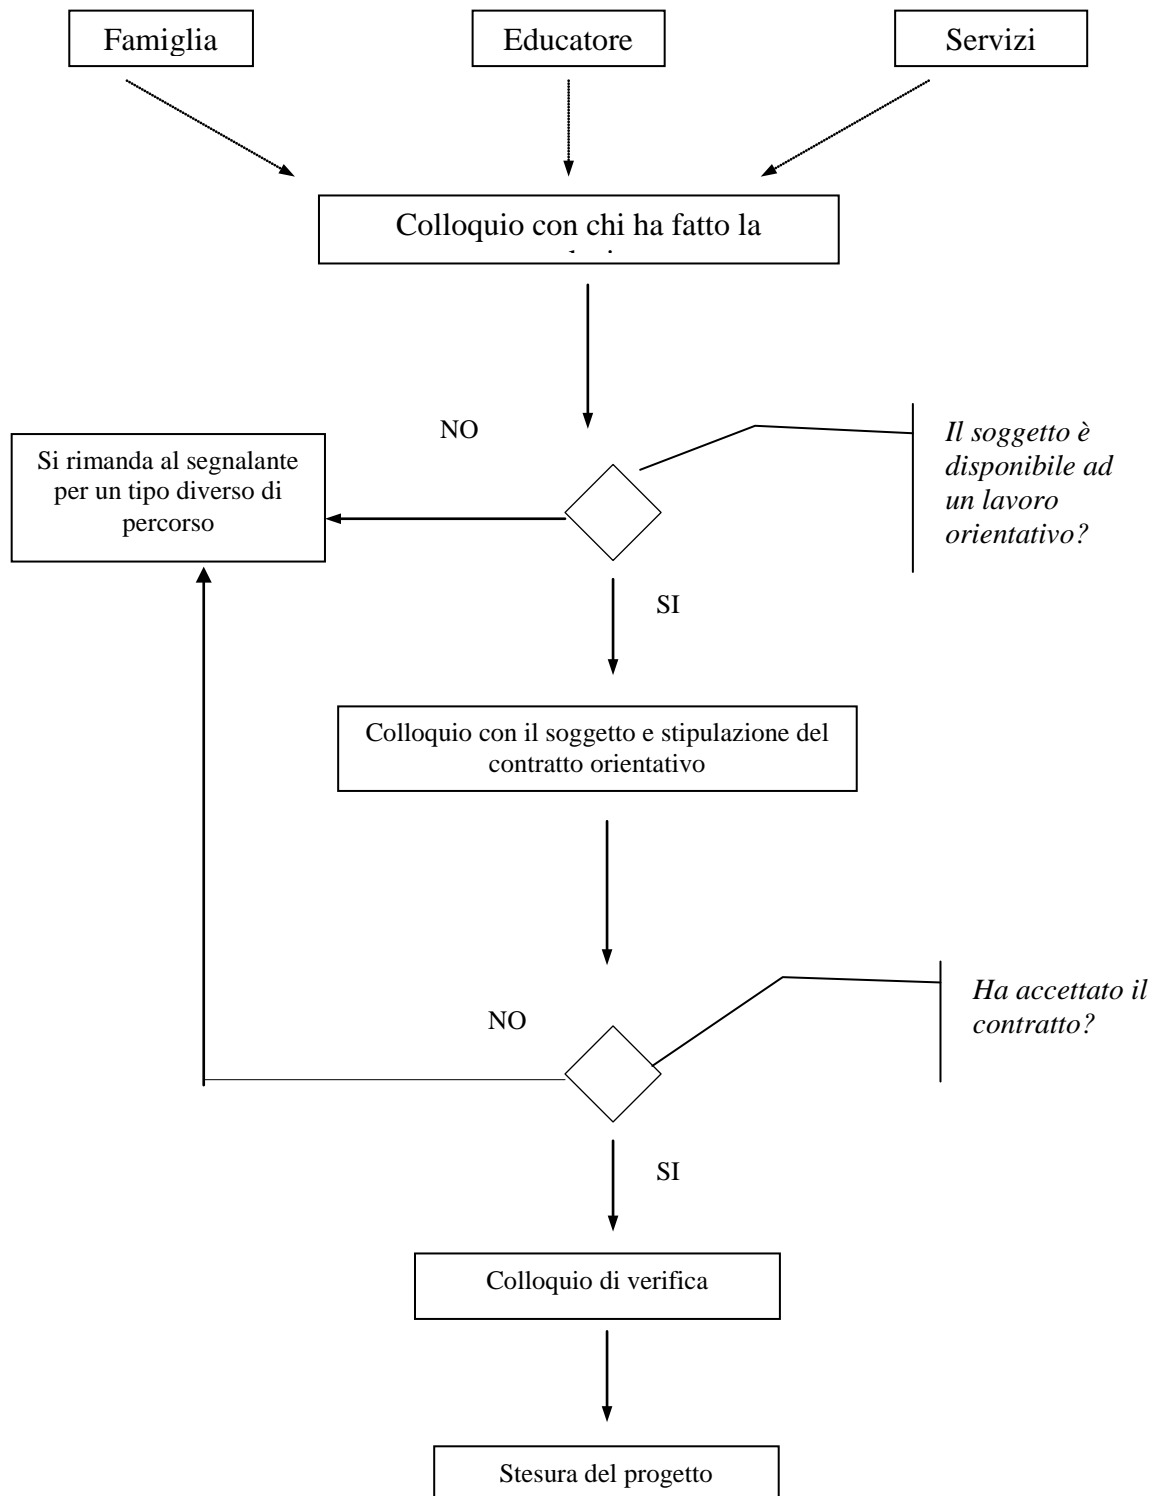 Famiglia
Educatore
Servizi
Colloquio con chi ha fatto la
NO
Il soggetto è
disponibile ad
un lavoro
orientativo?
Si rimanda al segnalante
per un tipo diverso di
percorso
SI
Colloquio con il soggetto e stipulazione del
contratto orientativo
NO
Ha accettato il
contratto?
SI
Colloquio di verifica
Stesura del progetto